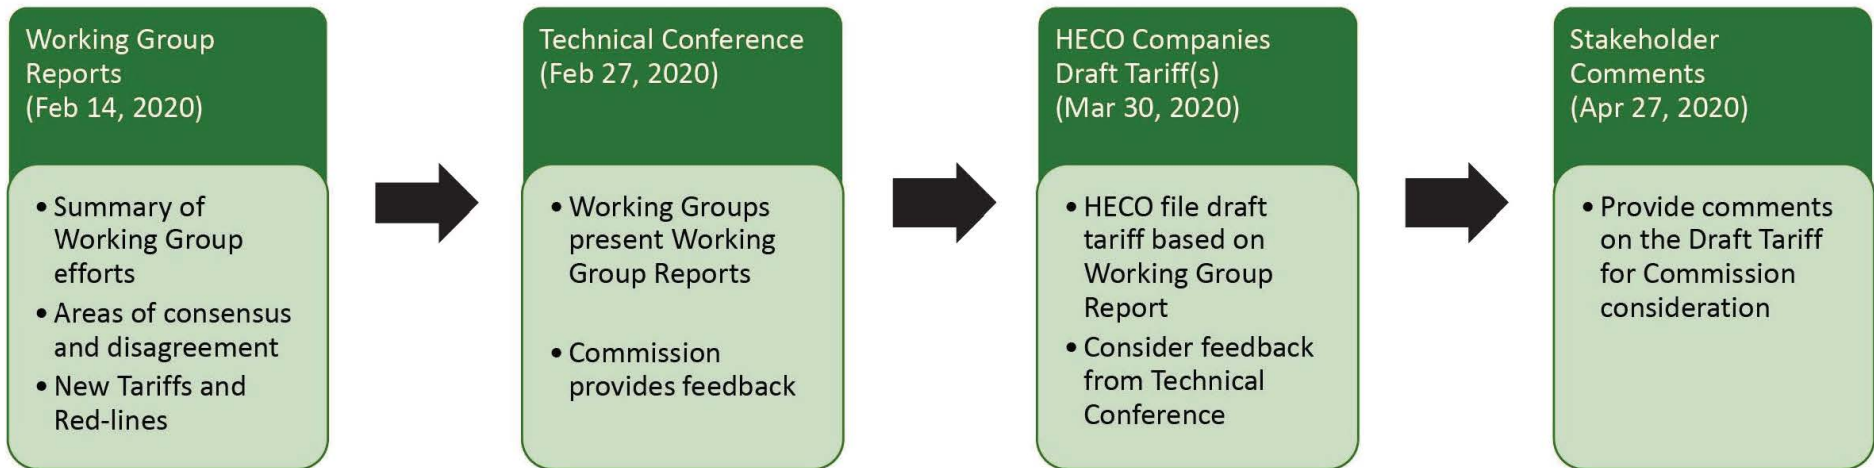 Working Group
Reports
(Feb 14, 2020)
• Summary of
Working Group
efforts
• Areas of consensus
and disagreement
• New Tariffs and
Red-lines
Technical Conference
(Feb 27, 2020)
• Working Groups
present Working
Group Reports
• Commission
provides feedback
HECO Companies
Draft Tariff(s)
(Mar 30, 2020)
• HECO file draft
tariff based on
Working Group
Report
• Consider feedback
from Technical
Conference
Stakeholder
Comments
(Apr 27, 2020)
• Provide comments
on the Draft Tariff
for Commission
consideration